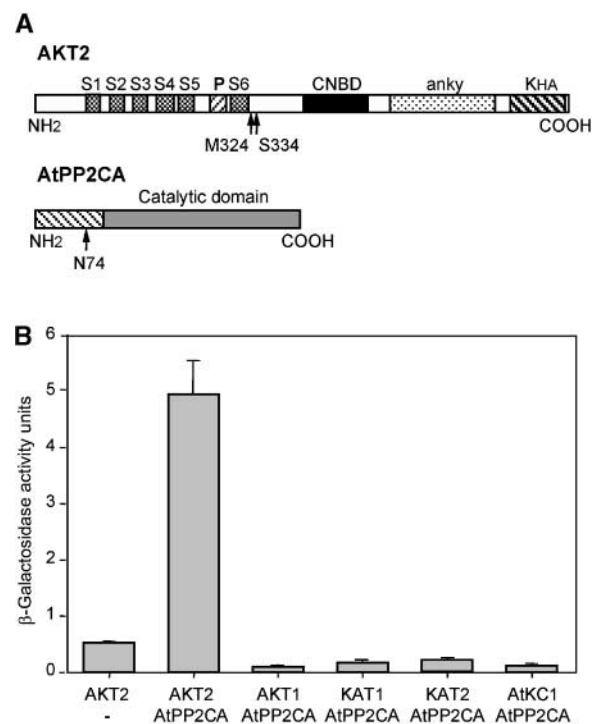 A
AKT2
S1 S2 S3 S4 S5 P S6 CNBD anky KHA
NH2 COOH
M324 S334
AtPP2CA
Catalytic domain
NH2 COOH
N74
B
β-Galactosidase activity units
6
5
4
3
2
1
0
AKT2 AKT2 AKT1 KAT1 KAT2 AtKC1
- AtPP2CA AtPP2CA AtPP2CA AtPP2CA AtPP2CA